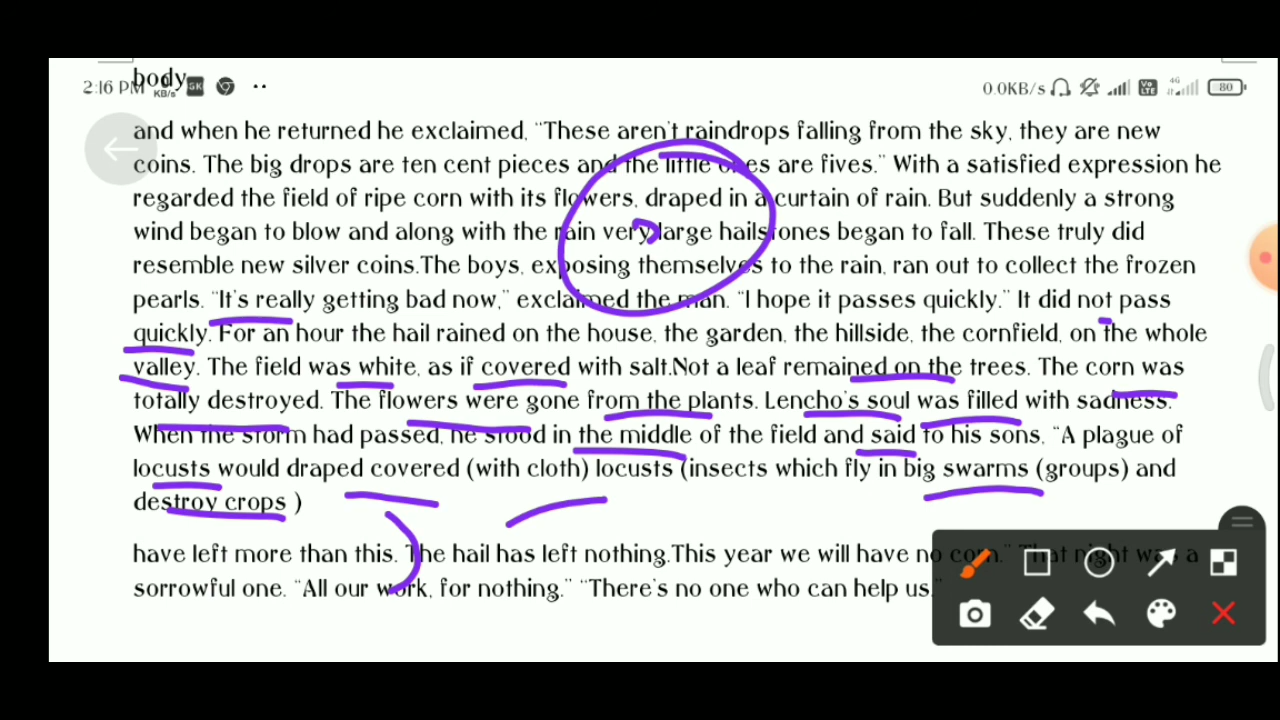 body
2:16 PM 0 KB/s GK ··
0.0KB/s Vo LTE 4G 80
and when he returned he exclaimed, “These aren't raindrops falling from the sky, they are new
coins. The big drops are ten cent pieces and the little ones are fives.” With a satisfied expression he
regarded the field of ripe corn with its flowers, draped in a curtain of rain. But suddenly a strong
wind began to blow and along with the rain very large hailstones began to fall. These truly did
resemble new silver coins.The boys, exposing themselves to the rain, ran out to collect the frozen
pearls. “It's really getting bad now,” exclaimed the man. “I hope it passes quickly.” It did not pass
quickly. For an hour the hail rained on the house, the garden, the hillside, the cornfield, on the whole
valley. The field was white, as if covered with salt.Not a leaf remained on the trees. The corn was
totally destroyed. The flowers were gone from the plants. Lencho's soul was filled with sadness.
When the storm had passed, he stood in the middle of the field and said to his sons, “A plague of
locusts would draped covered (with cloth) locusts (insects which fly in big swarms (groups) and
destroy crops )
have left more than this. The hail has left nothing.This year we will have no corn.” That night was a
sorrowful one. “All our work, for nothing.” “There's no one who can help us.”